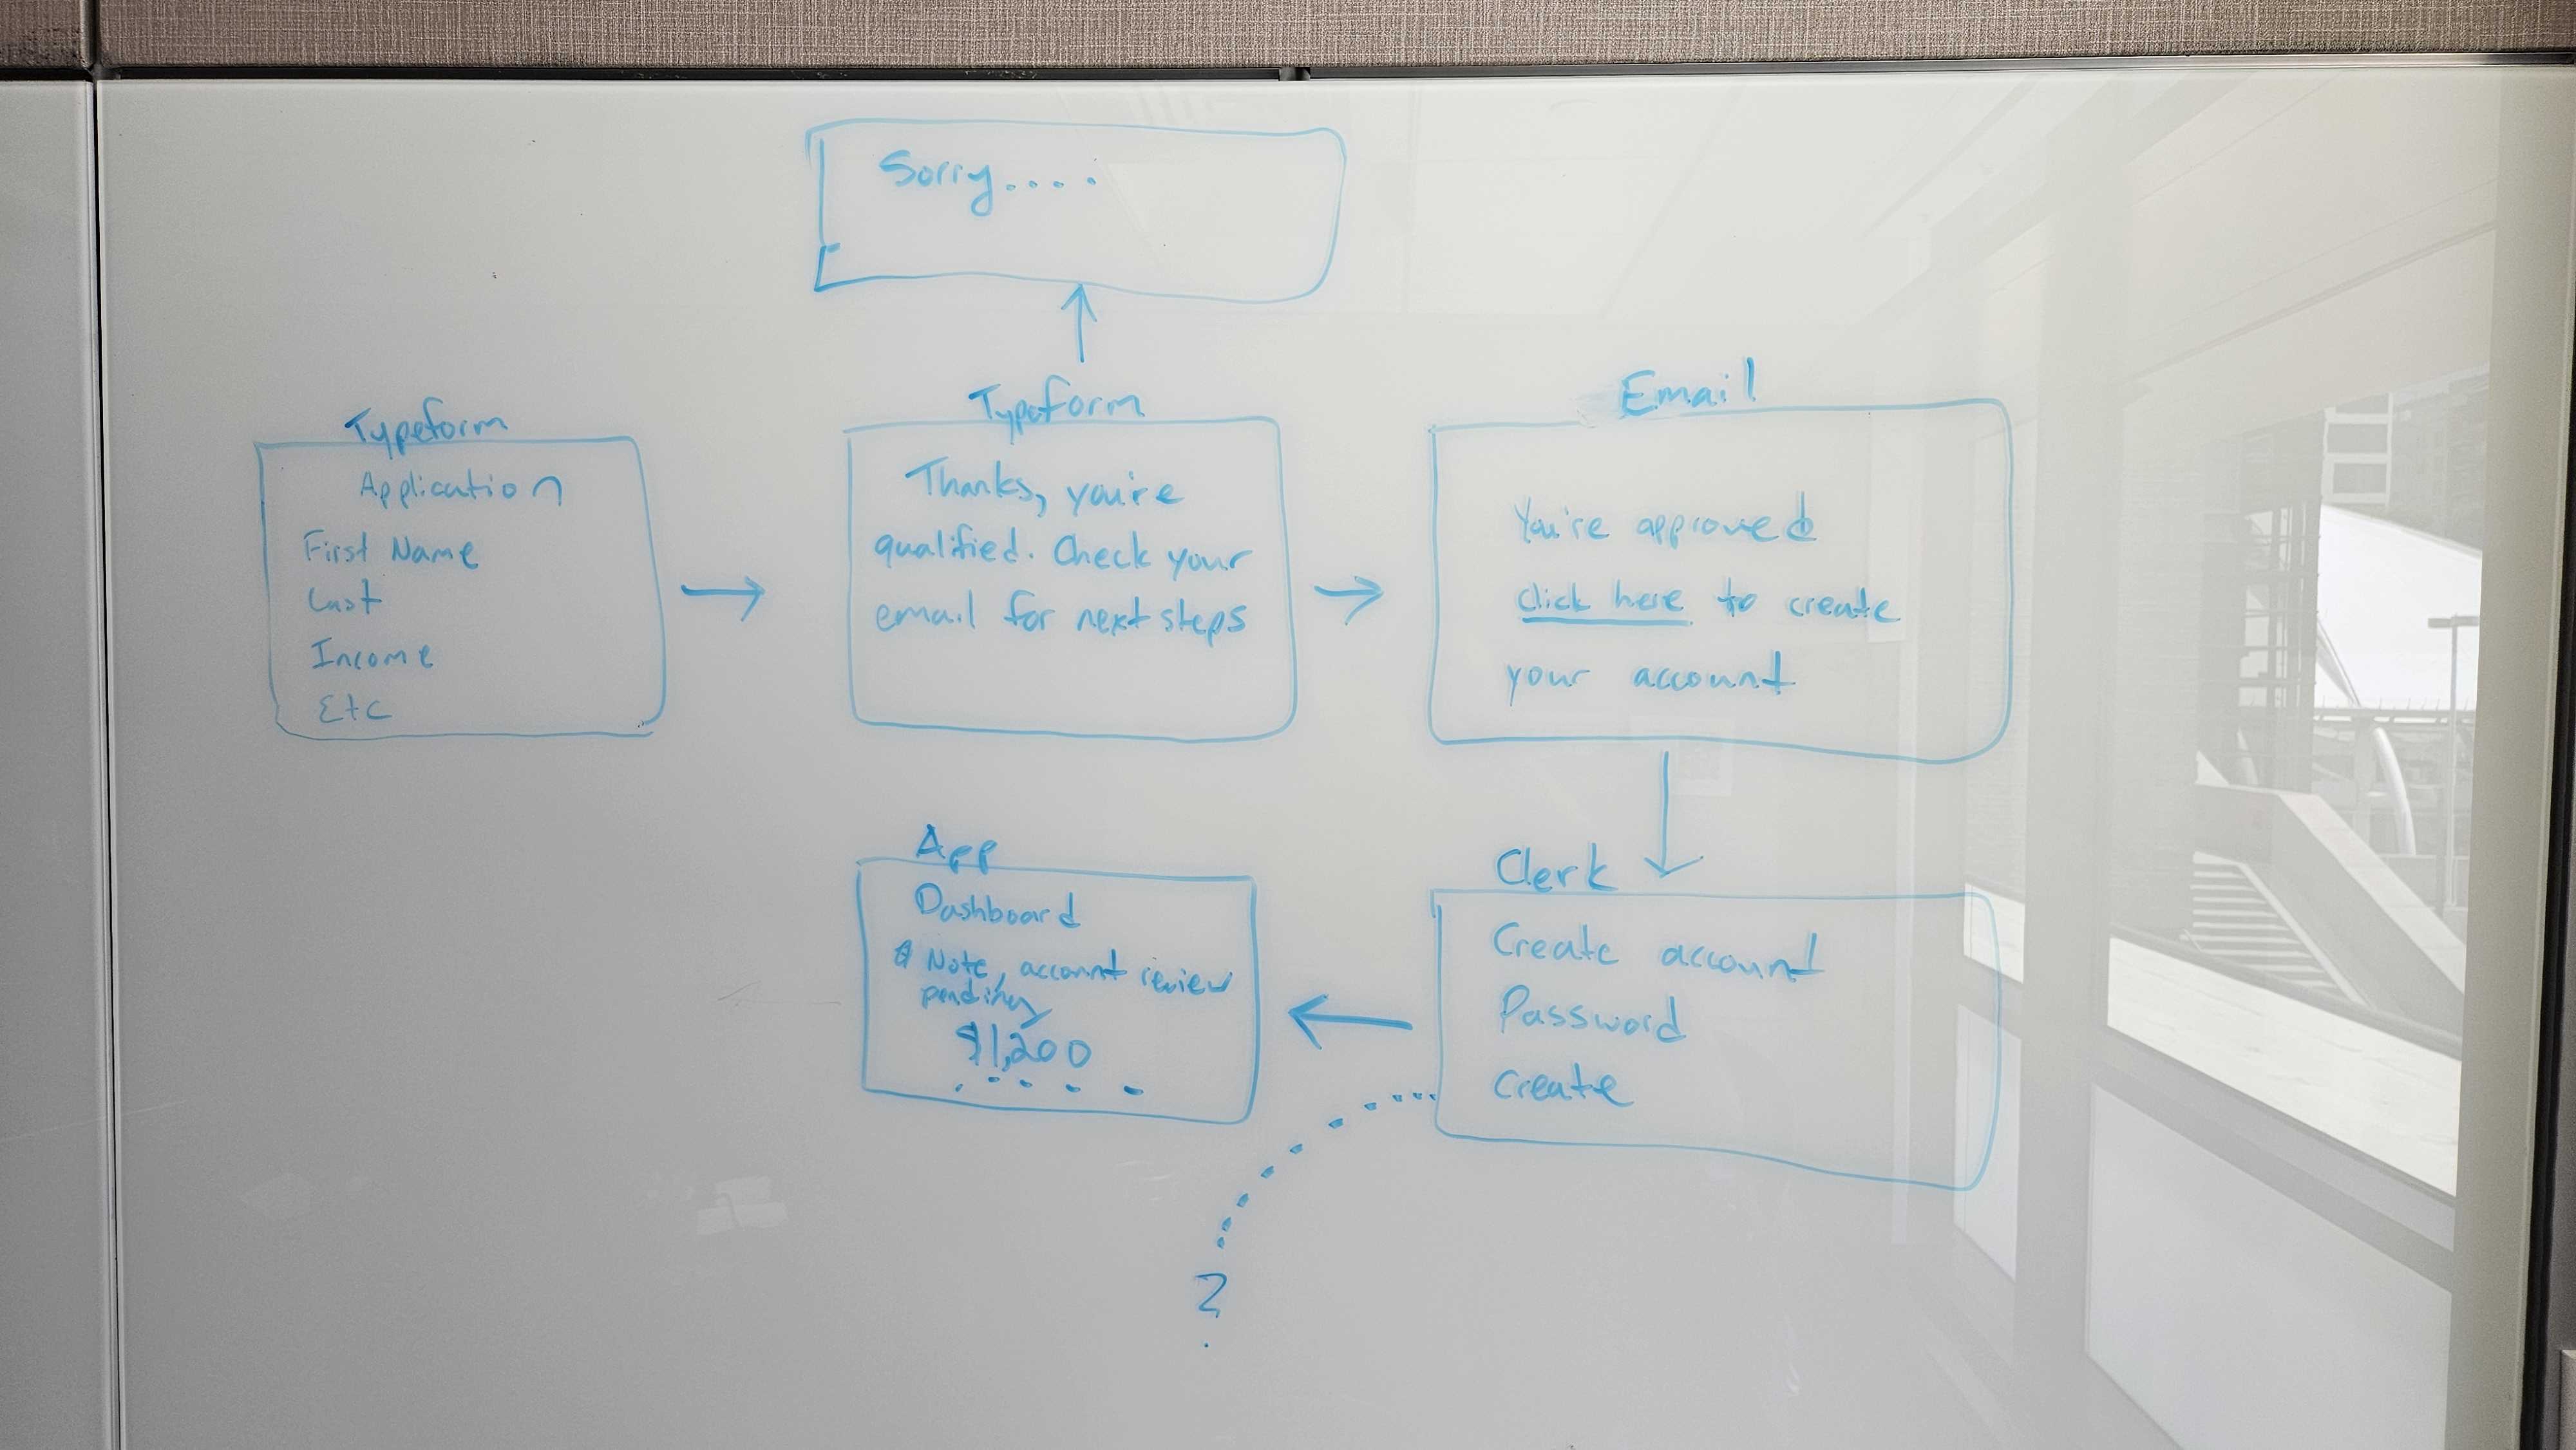 Sorry....
Typeform
Application
First Name
Last
Income
Etc
Typeform
Thanks, you're
qualified. Check your
email for next steps
Email
You're approved
click here to create
your account
Clerk
Create account
Password
Create
App
Dashboard
Note, account review
pending
$1,200
.....
?